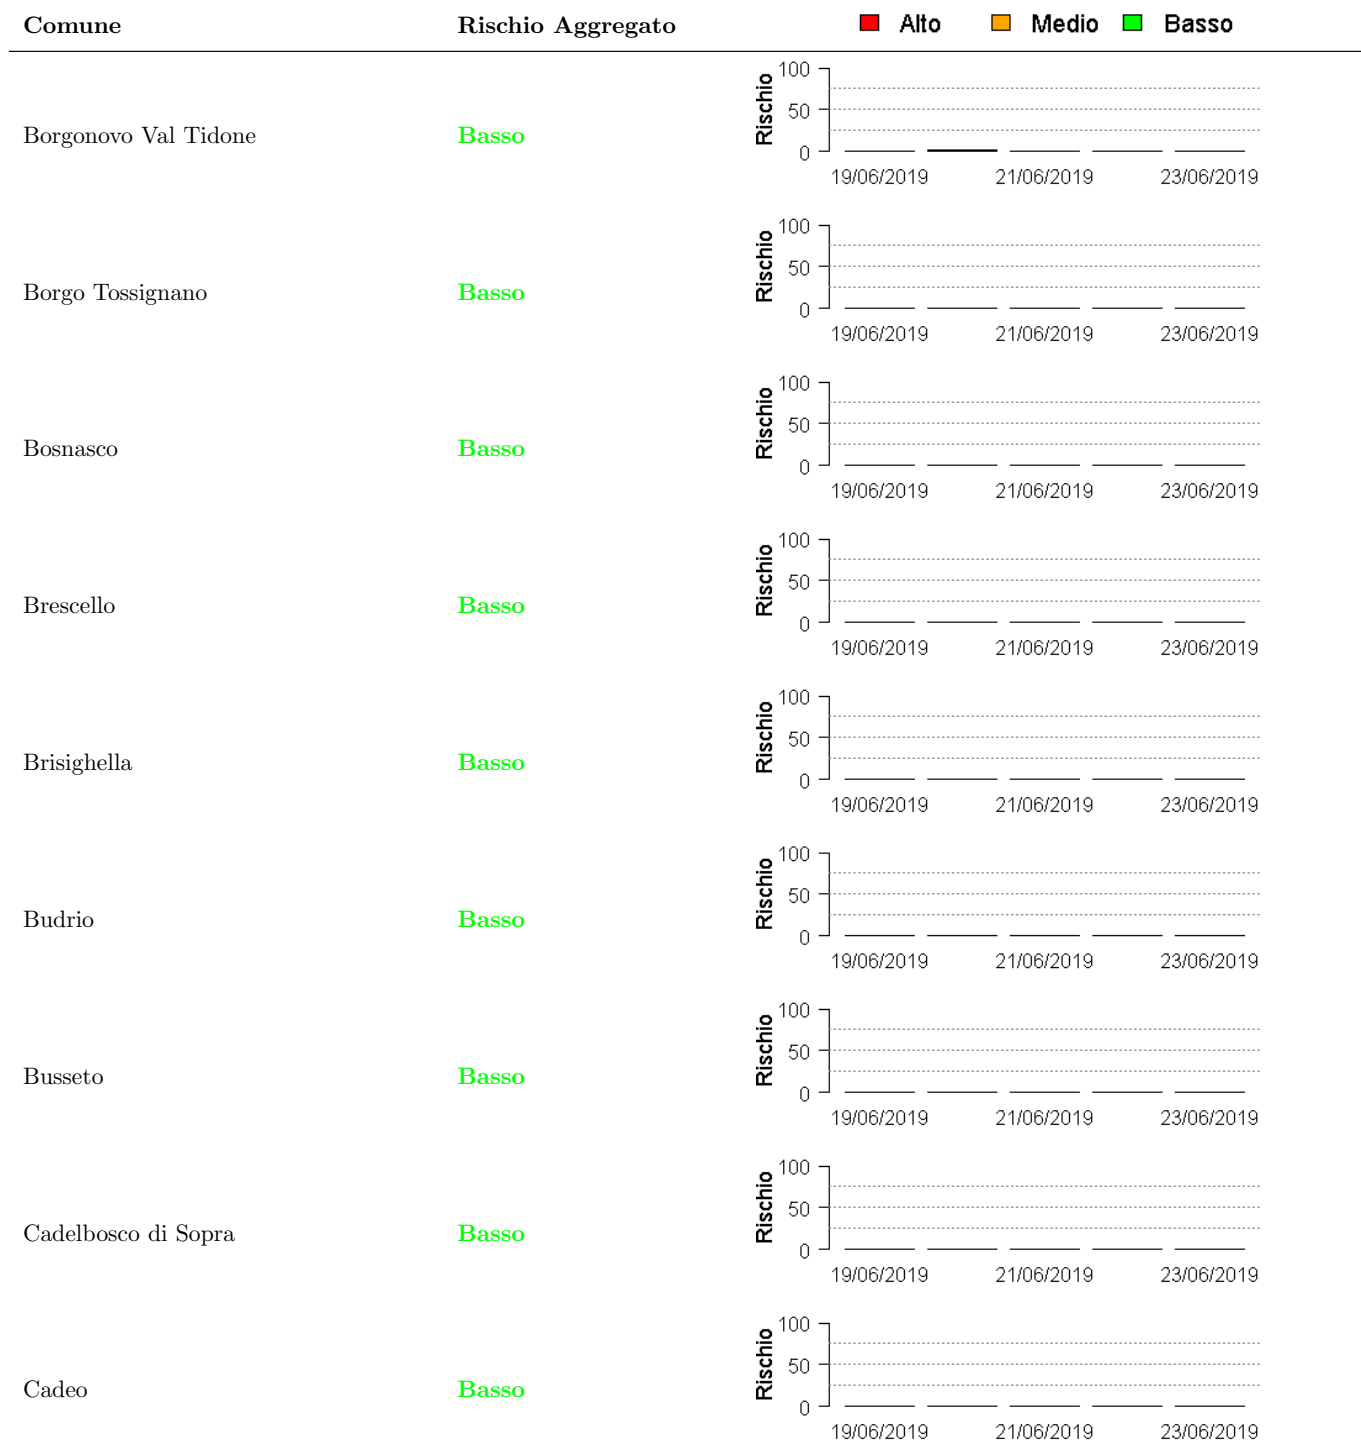 Comune Rischio Aggregato Alto Medio Basso
100
50
0
Rischio
Borgonovo Val Tidone Basso
19/06/2019 21/06/2019 23/06/2019
100
50
0
Rischio
Borgo Tossignano Basso
19/06/2019 21/06/2019 23/06/2019
100
50
0
Rischio
Bosnasco Basso
19/06/2019 21/06/2019 23/06/2019
100
50
0
Rischio
Brescello Basso
19/06/2019 21/06/2019 23/06/2019
100
50
0
Rischio
Brisighella Basso
19/06/2019 21/06/2019 23/06/2019
100
50
0
Rischio
Budrio Basso
19/06/2019 21/06/2019 23/06/2019
100
50
0
Rischio
Busseto Basso
19/06/2019 21/06/2019 23/06/2019
100
50
0
Rischio
Cadelbosco di Sopra Basso
19/06/2019 21/06/2019 23/06/2019
100
50
0
Rischio
Cadeo Basso
19/06/2019 21/06/2019 23/06/2019